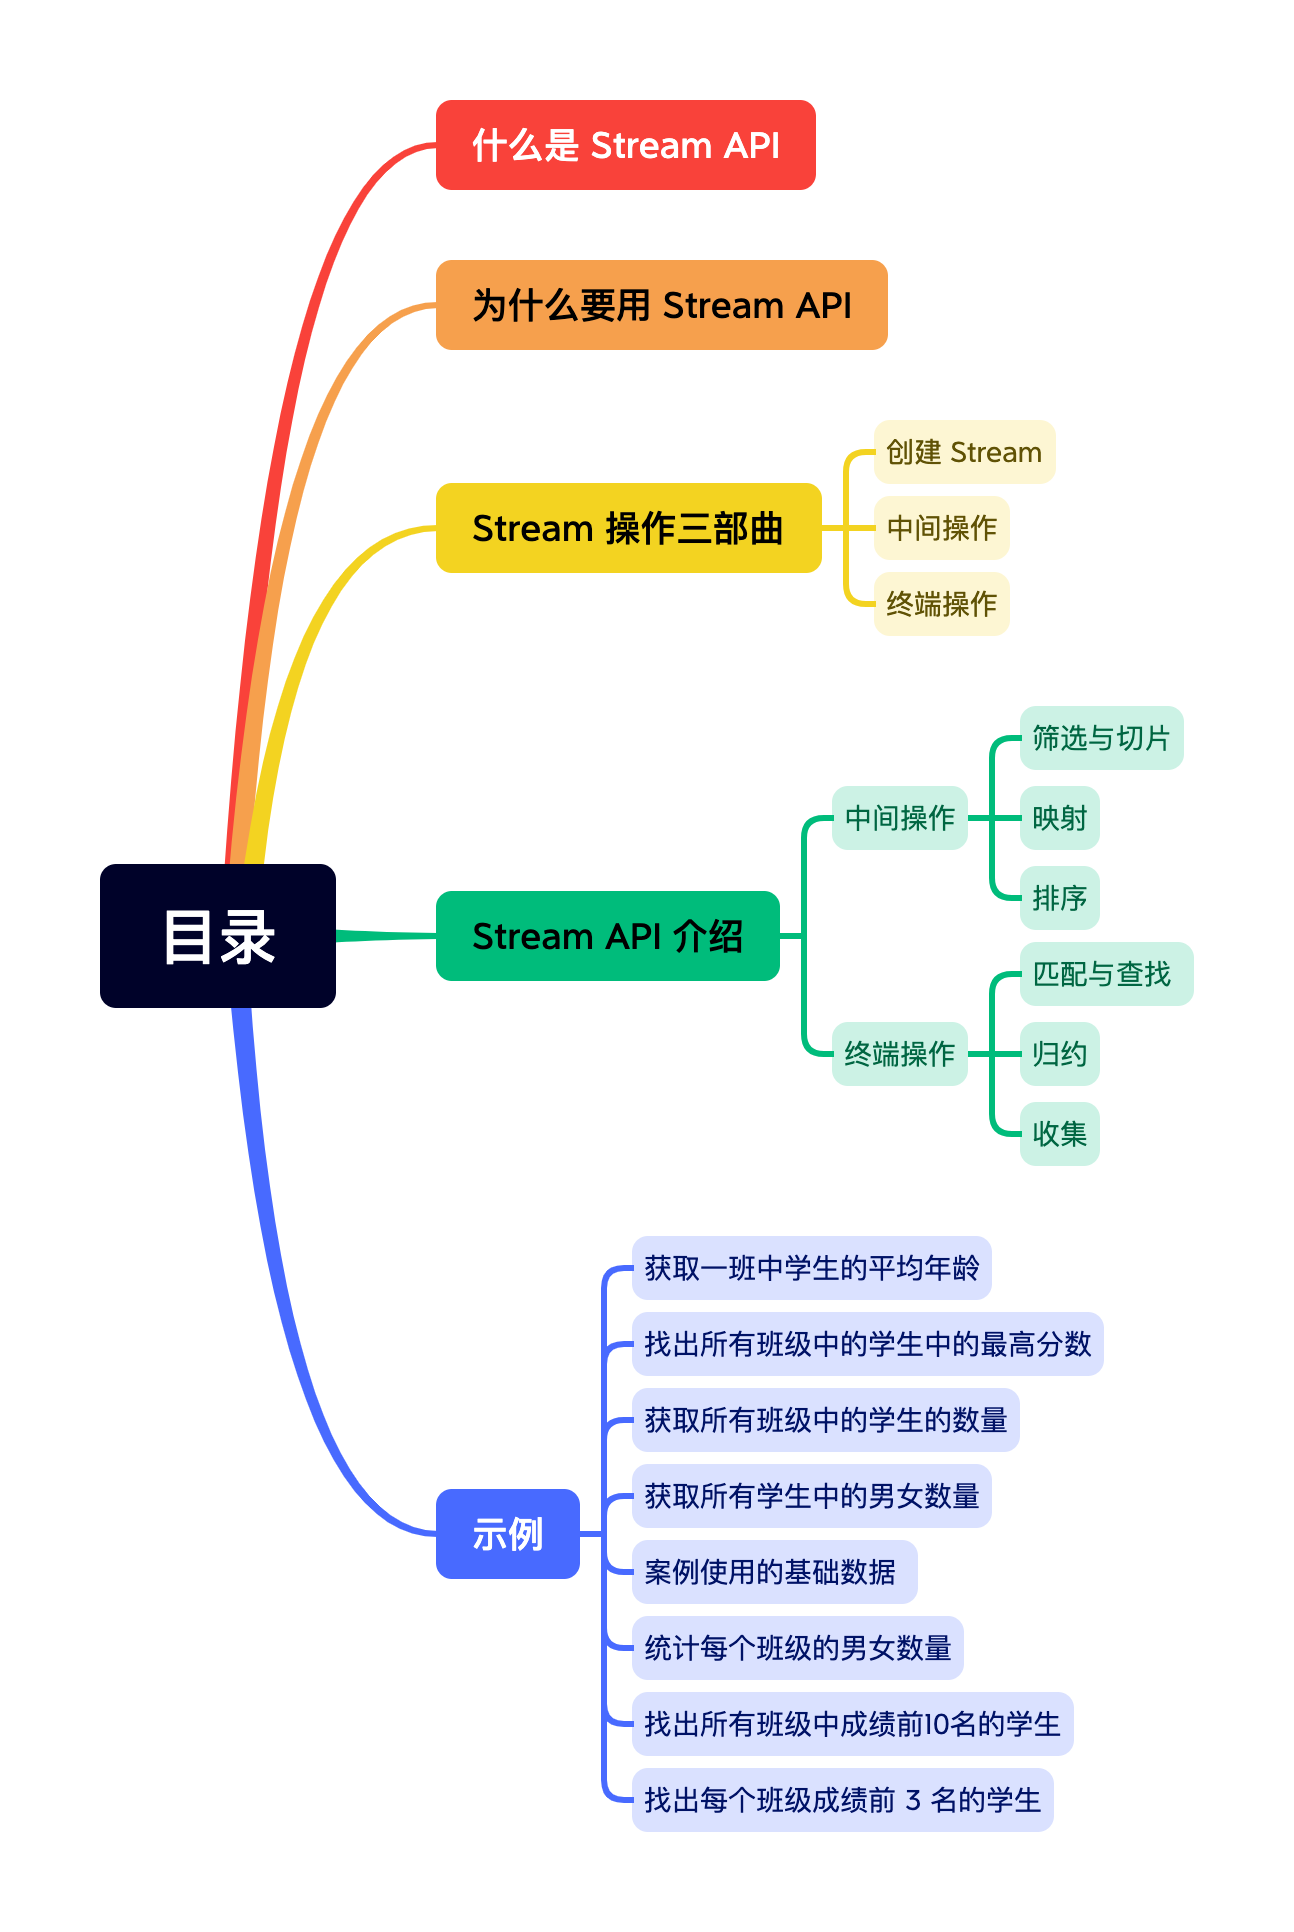 目录
什么是 Stream API
为什么要用 Stream API
Stream 操作三部曲
创建 Stream
中间操作
终端操作
Stream API 介绍
中间操作
筛选与切片
映射
排序
终端操作
匹配与查找
归约
收集
示例
获取一班中学生的平均年龄
找出所有班级中的学生中的最高分数
获取所有班级中的学生的数量
获取所有学生中的男女数量
案例使用的基础数据
统计每个班级的男女数量
找出所有班级中成绩前10名的学生
找出每个班级成绩前 3 名的学生